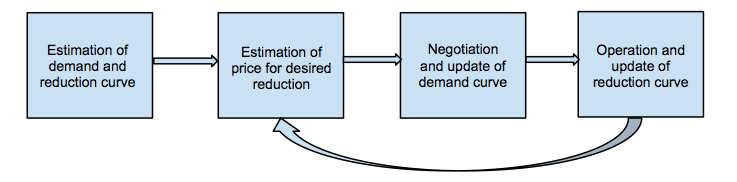 Estimation of
demand and
reduction curve
Estimation of
price for desired
reduction
Negotiation
and update of
demand curve
Operation and
update of
reduction curve